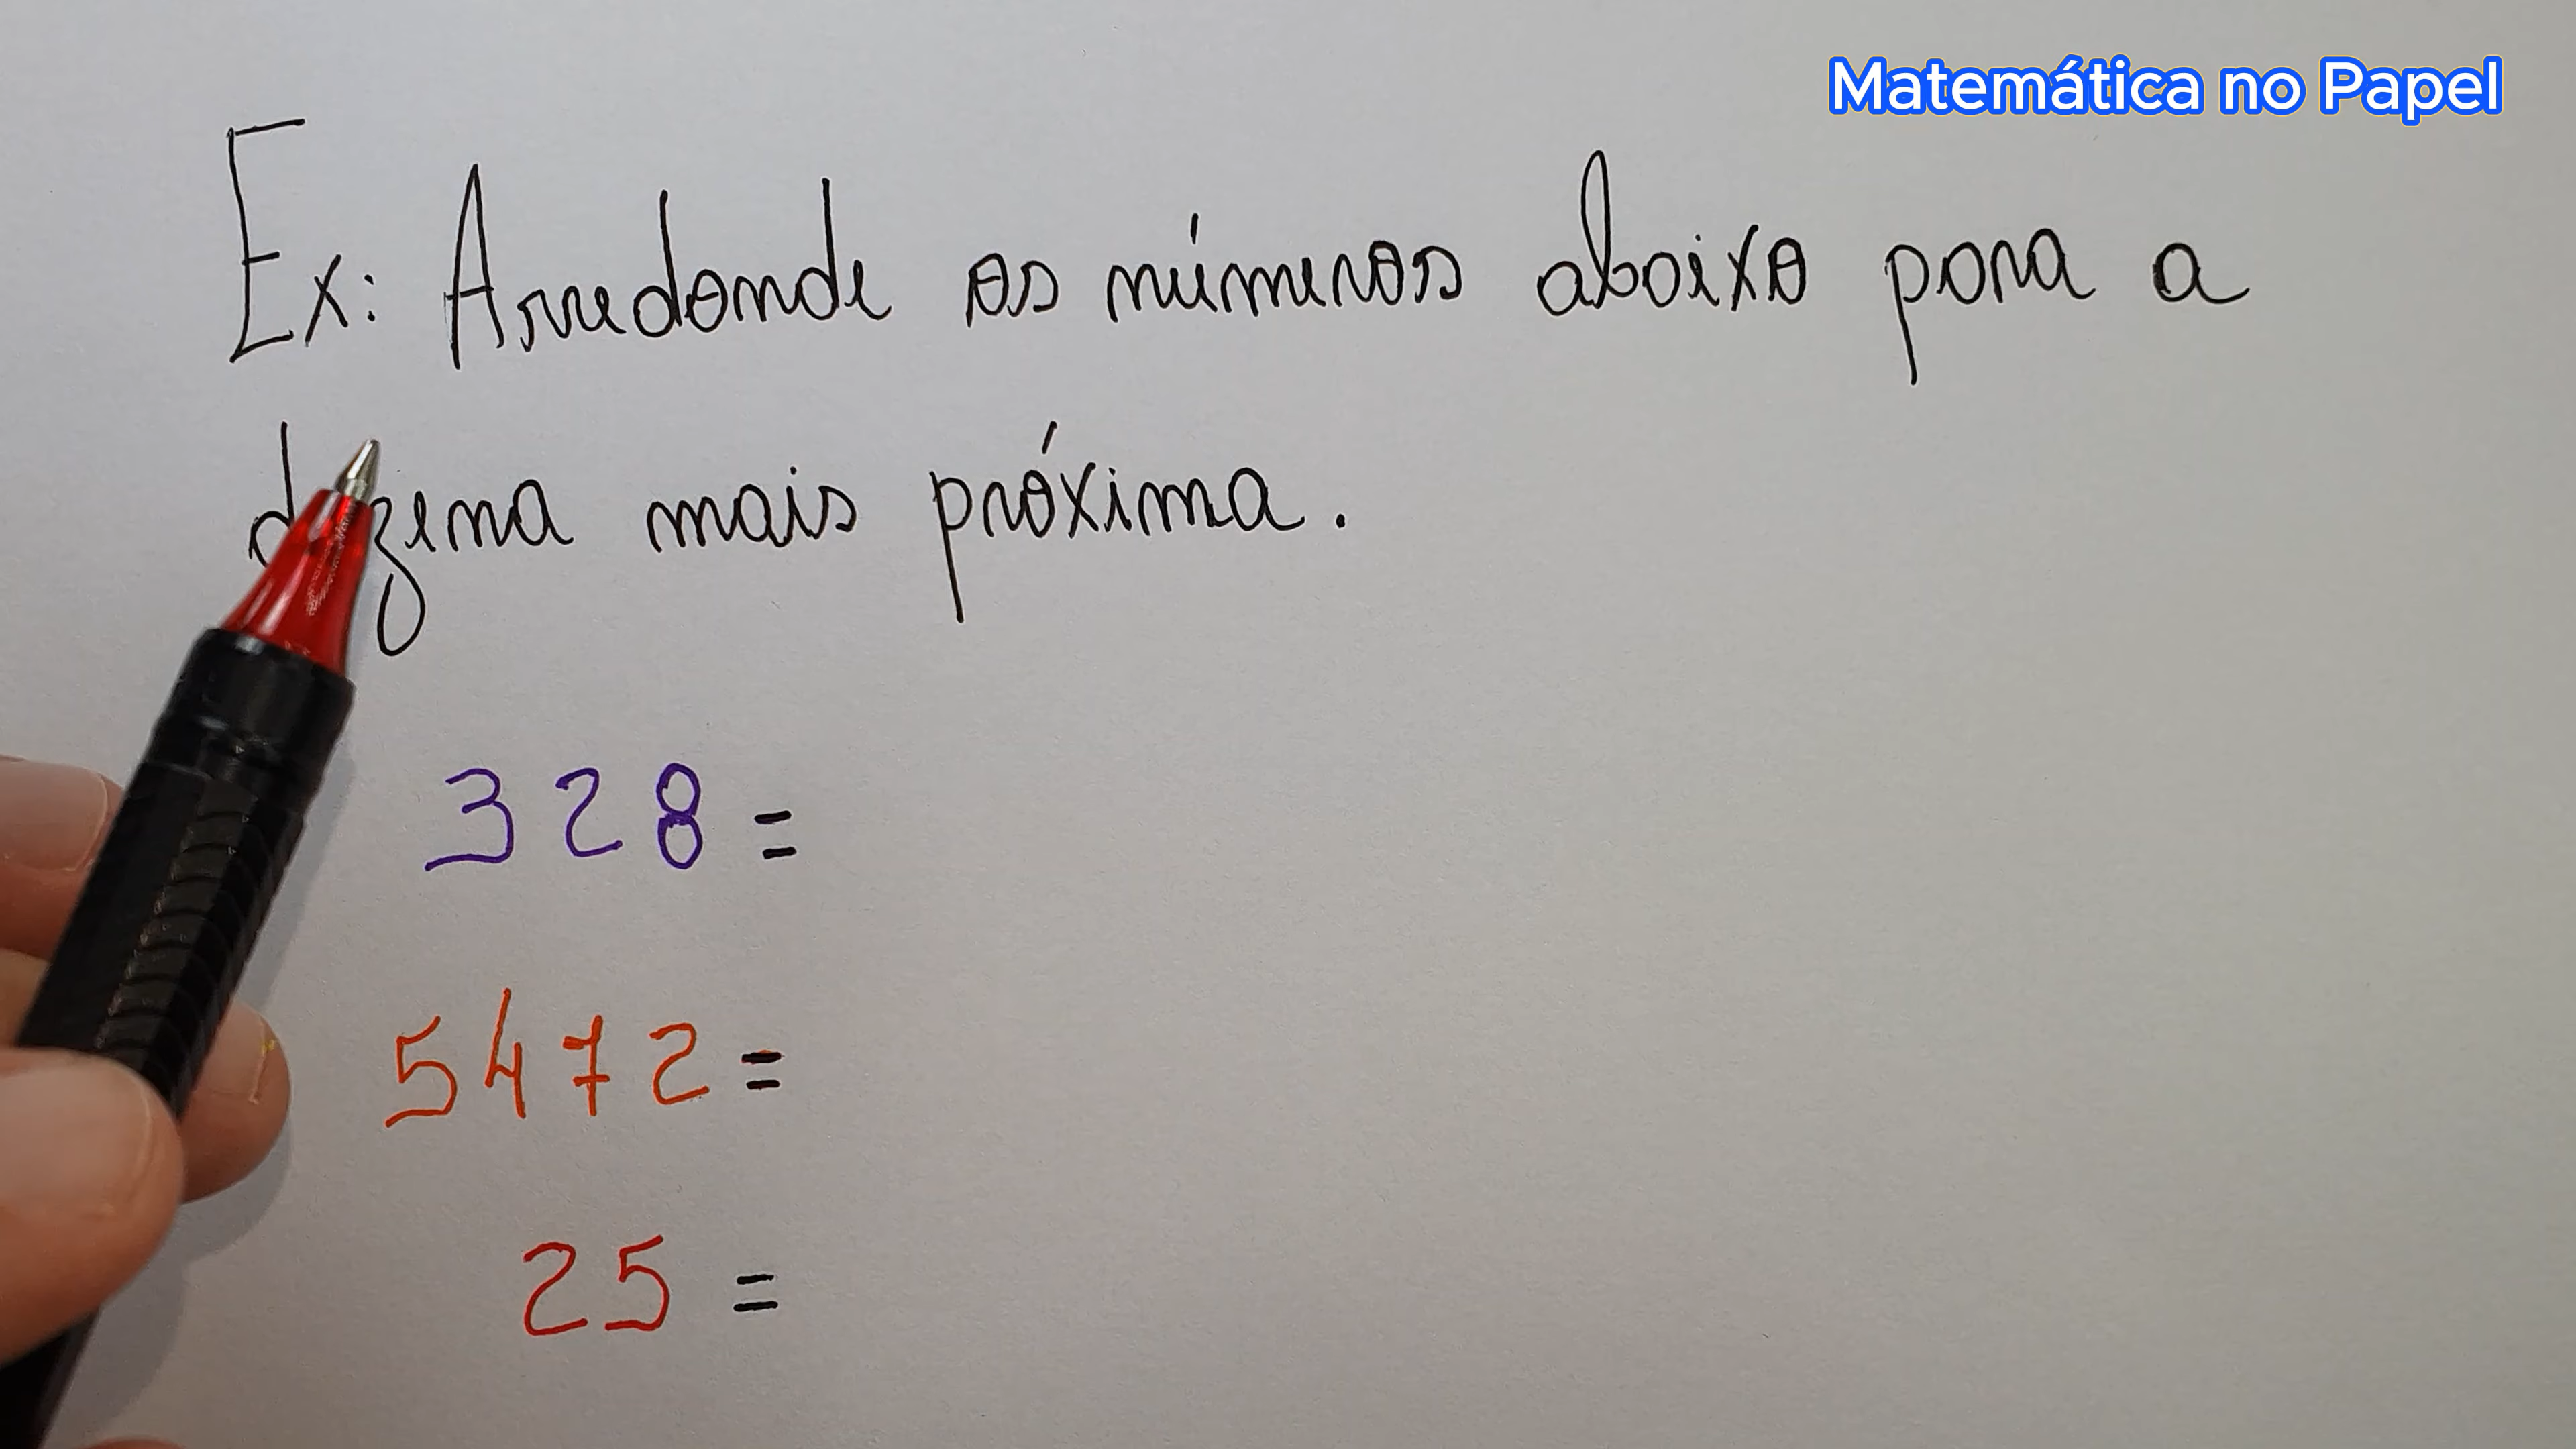 Matemática no Papel
Ex: Arredonde os números abaixo para a
dezena mais próxima.
328 =
5472 =
25 =